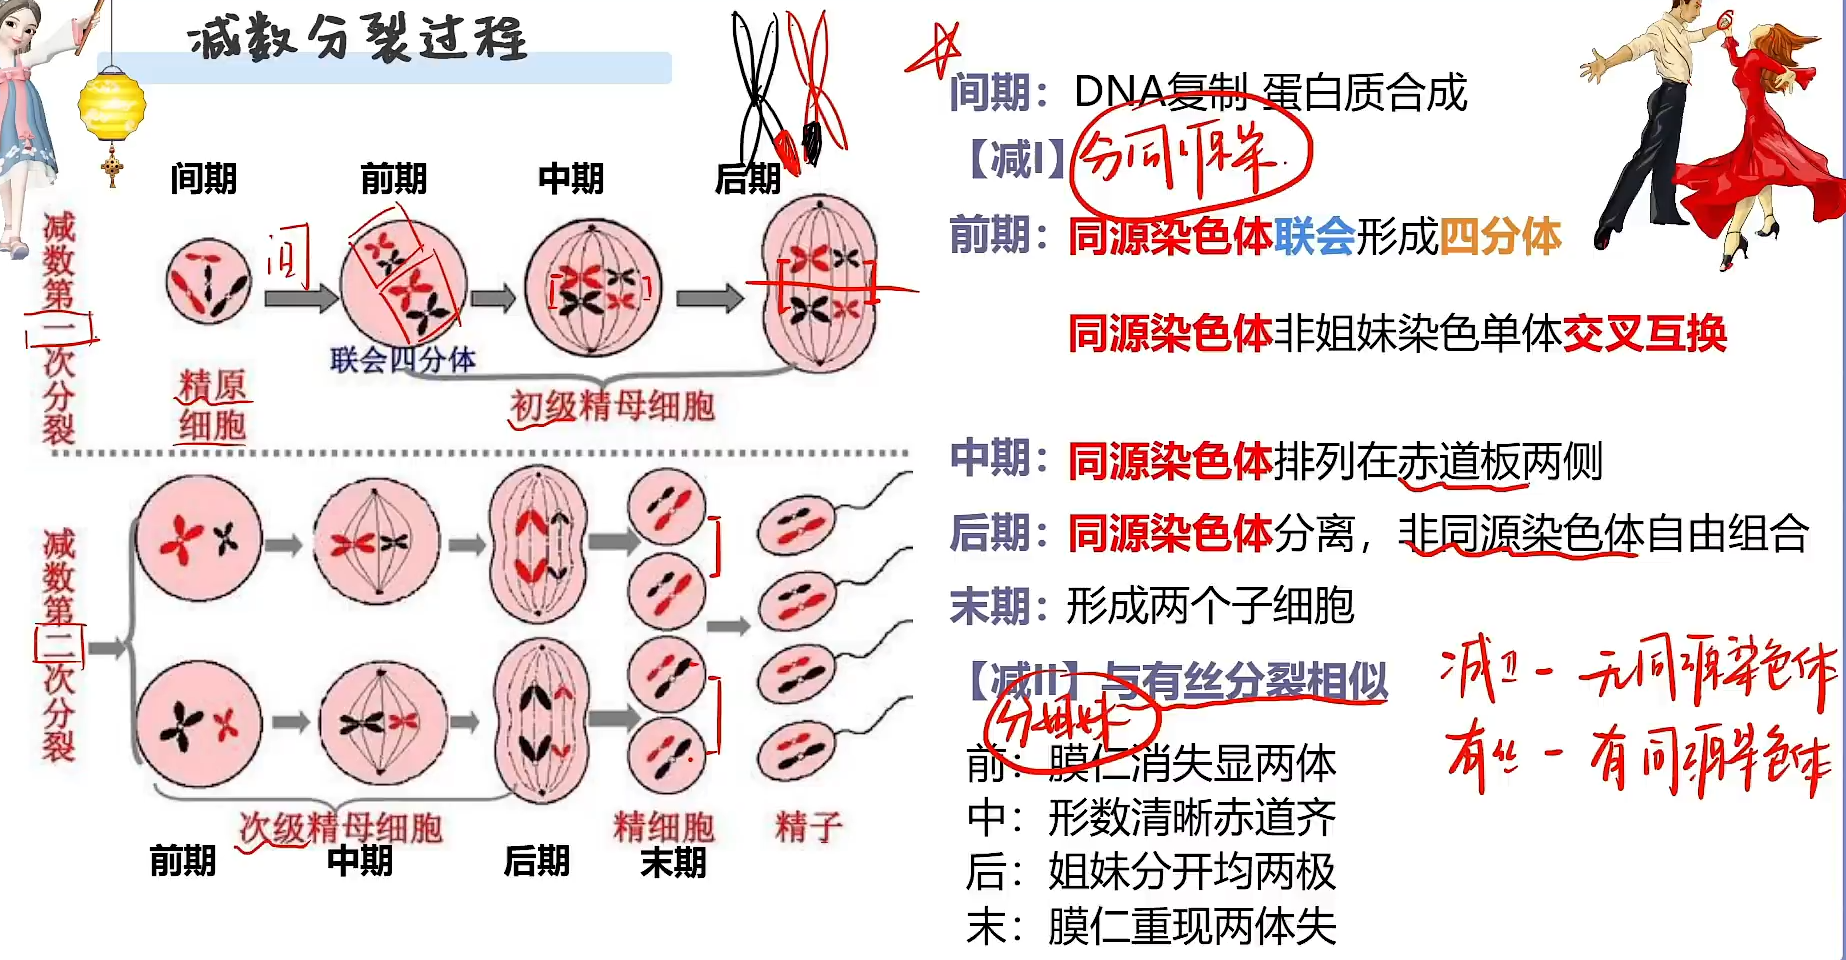 减数分裂过程
间期
前期
中期
后期
减数第一次分裂
间
联会四分体
精原
细胞
初级精母细胞
减数第二次分裂
次级精母细胞
精细胞
精子
前期
中期
后期
末期
间期：DNA复制 蛋白质合成
【减I】分同源染
前期：同源染色体联会形成四分体
同源染色体非姐妹染色单体交叉互换
中期：同源染色体排列在赤道板两侧
后期：同源染色体分离，非同源染色体自由组合
末期：形成两个子细胞
【减II】与有丝分裂相似
分姐妹
前：膜仁消失显两体
中：形数清晰赤道齐
后：姐妹分开均两极
末：膜仁重现两体失
减II - 无同源染色体
有丝 - 有同源染色体